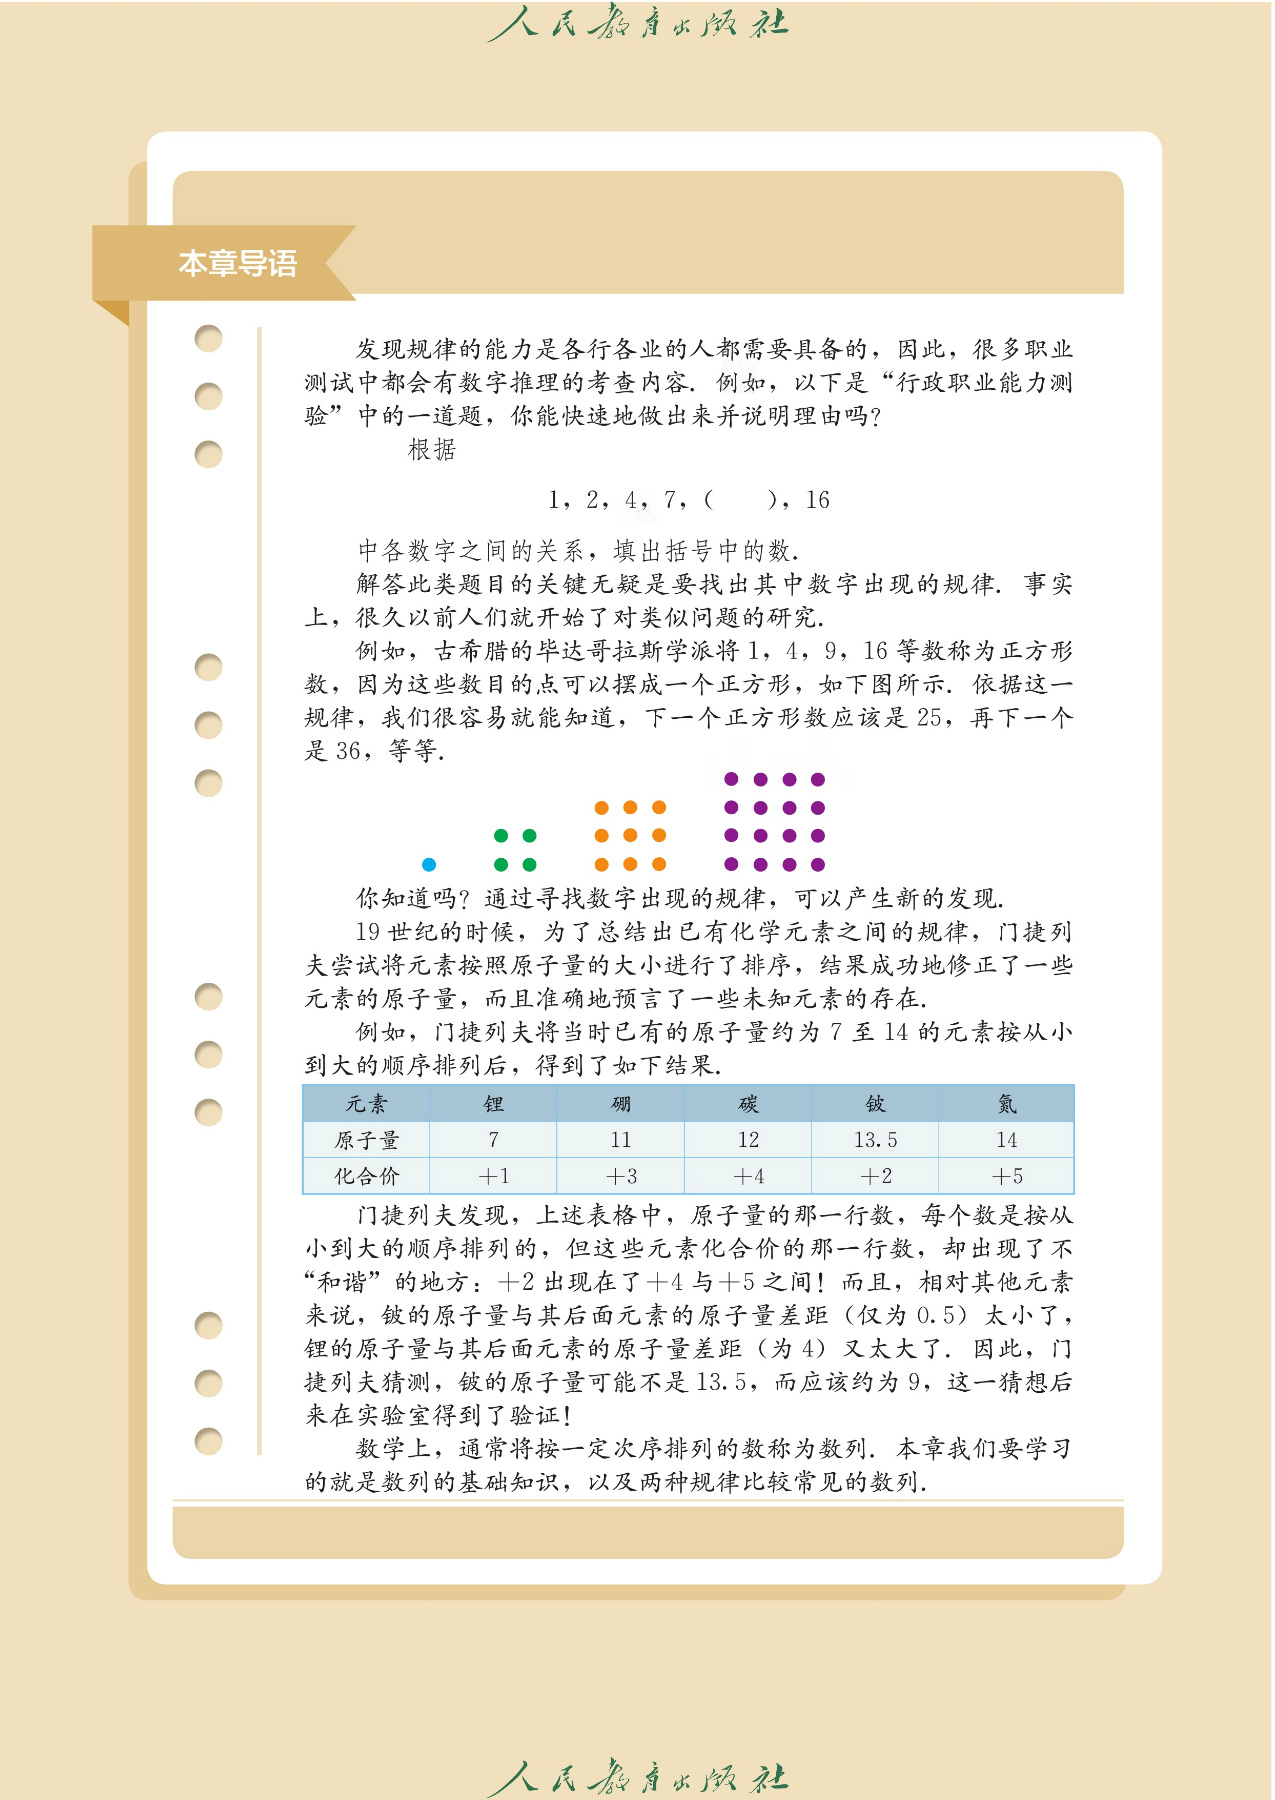 人民教育出版社
本章导语
发现规律的能力是各行各业的人都需要具备的，因此，很多职业
测试中都会有数字推理的考查内容．例如，以下是“行政职业能力测
验”中的一道题，你能快速地做出来并说明理由吗？
根据
1，2，4，7，（　　），16
中各数字之间的关系，填出括号中的数．
解答此类题目的关键无疑是要找出其中数字出现的规律．事实
上，很久以前人们就开始了对类似问题的研究．
例如，古希腊的毕达哥拉斯学派将1，4，9，16等数称为正方形
数，因为这些数目的点可以摆成一个正方形，如下图所示．依据这一
规律，我们很容易就能知道，下一个正方形数应该是25，再下一个
是36，等等．
你知道吗？通过寻找数字出现的规律，可以产生新的发现．
19世纪的时候，为了总结出已有化学元素之间的规律，门捷列
夫尝试将元素按照原子量的大小进行了排序，结果成功地修正了一些
元素的原子量，而且准确地预言了一些未知元素的存在．
例如，门捷列夫将当时已有的原子量约为7至14的元素按从小
到大的顺序排列后，得到了如下结果．
元素 锂 硼 碳 铍 氮
原子量 7 11 12 13.5 14
化合价 +1 +3 +4 +2 +5
门捷列夫发现，上述表格中，原子量的那一行数，每个数是按从
小到大的顺序排列的，但这些元素化合价的那一行数，却出现了不
“和谐”的地方：+2出现在了+4与+5之间！而且，相对其他元素
来说，铍的原子量与其后面元素的原子量差距（仅为0.5）太小了，
锂的原子量与其后面元素的原子量差距（为4）又太大了．因此，门
捷列夫猜测，铍的原子量可能不是13.5，而应该约为9，这一猜想后
来在实验室得到了验证！
数学上，通常将按一定次序排列的数称为数列．本章我们要学习
的就是数列的基础知识，以及两种规律比较常见的数列．
人民教育出版社